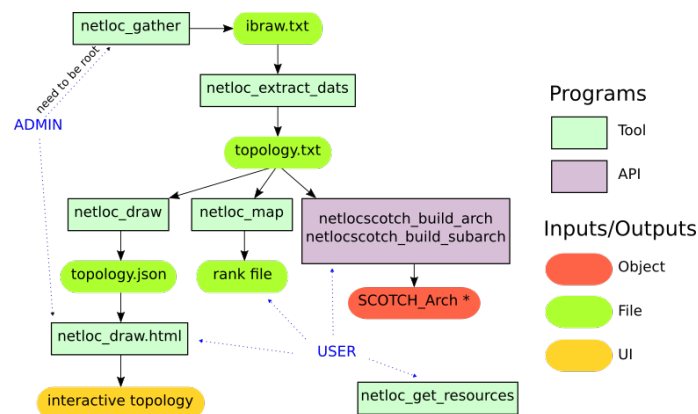 netloc_gather
ibraw.txt
need to be root
netloc_extract_dats
ADMIN
topology.txt
netloc_draw
netloc_map
netlocscotch_build_arch
netlocscotch_build_subarch
topology.json
rank file
SCOTCH_Arch *
netloc_draw.html
USER
interactive topology
netloc_get_resources
Programs
Tool
API
Inputs/Outputs
Object
File
UI